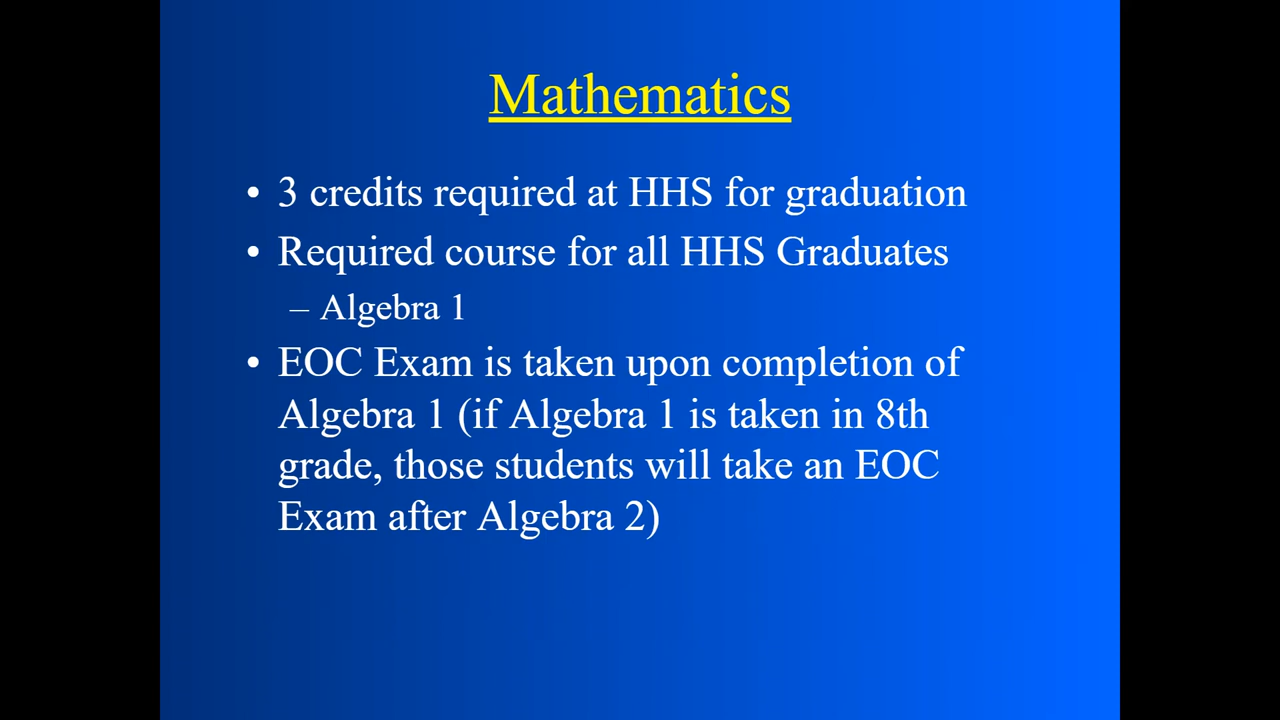 Mathematics
• 3 credits required at HHS for graduation
• Required course for all HHS Graduates
– Algebra 1
• EOC Exam is taken upon completion of
Algebra 1 (if Algebra 1 is taken in 8th
grade, those students will take an EOC
Exam after Algebra 2)